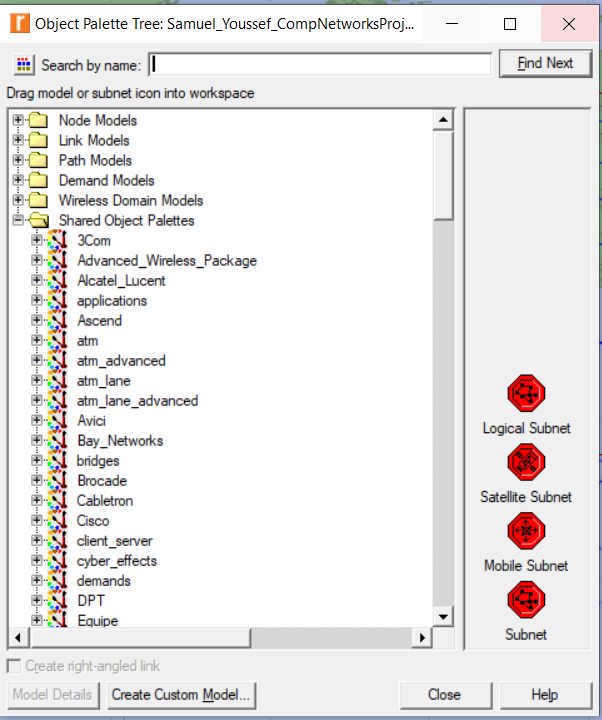 Object Palette Tree: Samuel_Youssef_CompNetworksProj...
Search by name:
Find Next
Drag model or subnet icon into workspace
Node Models
Link Models
Path Models
Demand Models
Wireless Domain Models
Shared Object Palettes
3Com
Advanced_Wireless_Package
Alcatel_Lucent
applications
Ascend
atm
atm_advanced
atm_lane
atm_lane_advanced
Avici
Bay_Networks
bridges
Brocade
Cabletron
Cisco
client_server
cyber_effects
demands
DPT
Equipe
Logical Subnet
Satellite Subnet
Mobile Subnet
Subnet
Create right-angled link
Model Details
Create Custom Model...
Close
Help